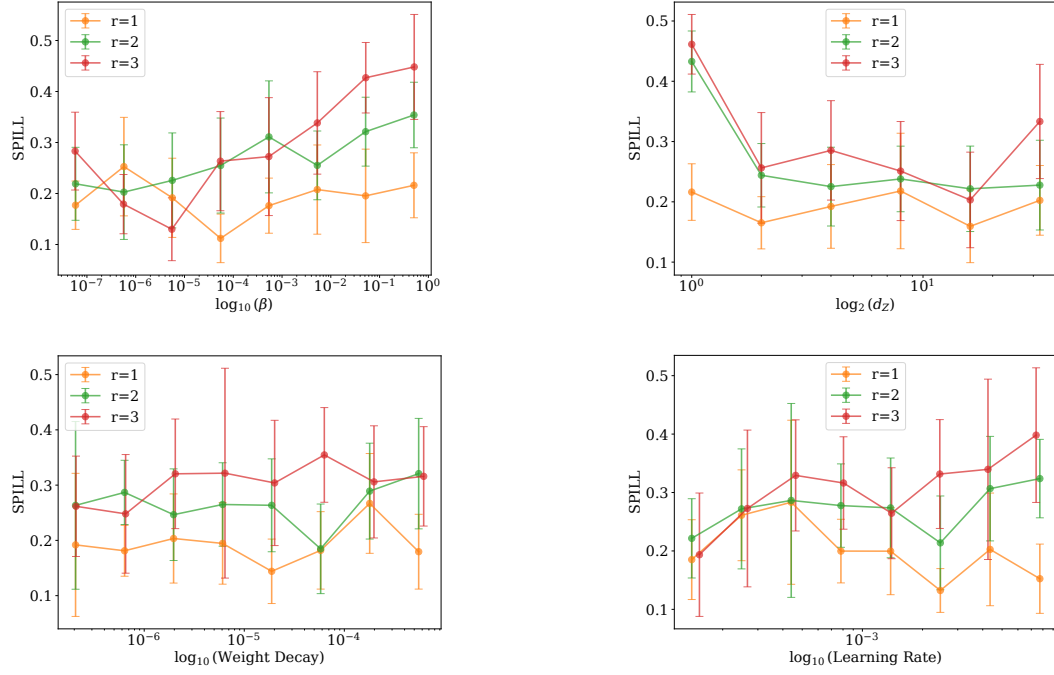 r=1
r=2
r=3
SPILL
0.5
0.4
0.3
0.2
0.1
10⁻⁷ 10⁻⁶ 10⁻⁵ 10⁻⁴ 10⁻³ 10⁻² 10⁻¹ 10⁰
log₁₀(β)
r=1
r=2
r=3
SPILL
0.5
0.4
0.3
0.2
0.1
10⁰ 10¹
log₂(d_Z)
r=1
r=2
r=3
SPILL
0.5
0.4
0.3
0.2
0.1
10⁻⁶ 10⁻⁵ 10⁻⁴
log₁₀(Weight Decay)
r=1
r=2
r=3
SPILL
0.5
0.4
0.3
0.2
0.1
10⁻³
log₁₀(Learning Rate)